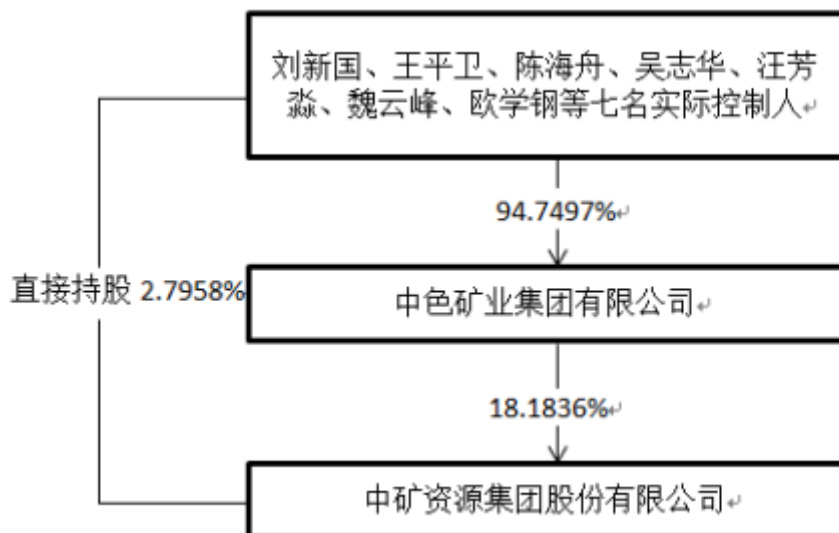 刘新国、王平卫、陈海舟、吴志华、汪芳
淼、魏云峰、欧学钢等七名实际控制人
94.7497%
直接持股 2.7958%
中色矿业集团有限公司
18.1836%
中矿资源集团股份有限公司